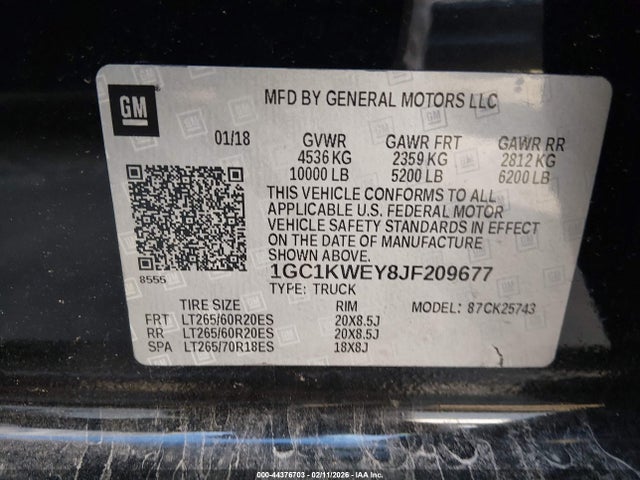 GM
MFD BY GENERAL MOTORS LLC
01/18 GVWR GAWR FRT GAWR RR
4536 KG 2359 KG 2812 KG
10000 LB 5200 LB 6200 LB
THIS VEHICLE CONFORMS TO ALL
APPLICABLE U.S. FEDERAL MOTOR
VEHICLE SAFETY STANDARDS IN EFFECT
ON THE DATE OF MANUFACTURE
SHOWN ABOVE.
8555
1GC1KWEY8JF209677
TYPE: TRUCK
TIRE SIZE RIM MODEL: 87CK25743
FRT LT265/60R20ES 20X8.5J
RR LT265/60R20ES 20X8.5J
SPA LT265/70R18ES 18X8J
000-44376703 - 02/11/2026 - IAA, Inc.